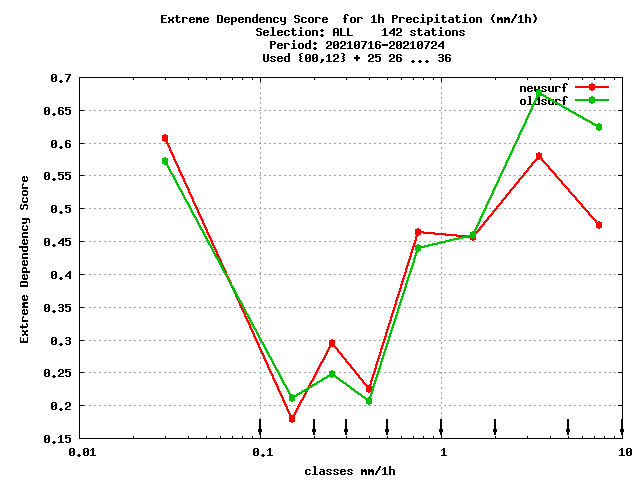 Extreme Dependency Score  for 1h Precipitation (mm/1h)
Selection: ALL    142 stations
Period: 20210716-20210724
Used {00,12} + 25 26 ... 36
newsurf
oldsurf
Extreme Dependency Score
0.7
0.65
0.6
0.55
0.5
0.45
0.4
0.35
0.3
0.25
0.2
0.15
0.01
0.1
1
10
classes mm/1h